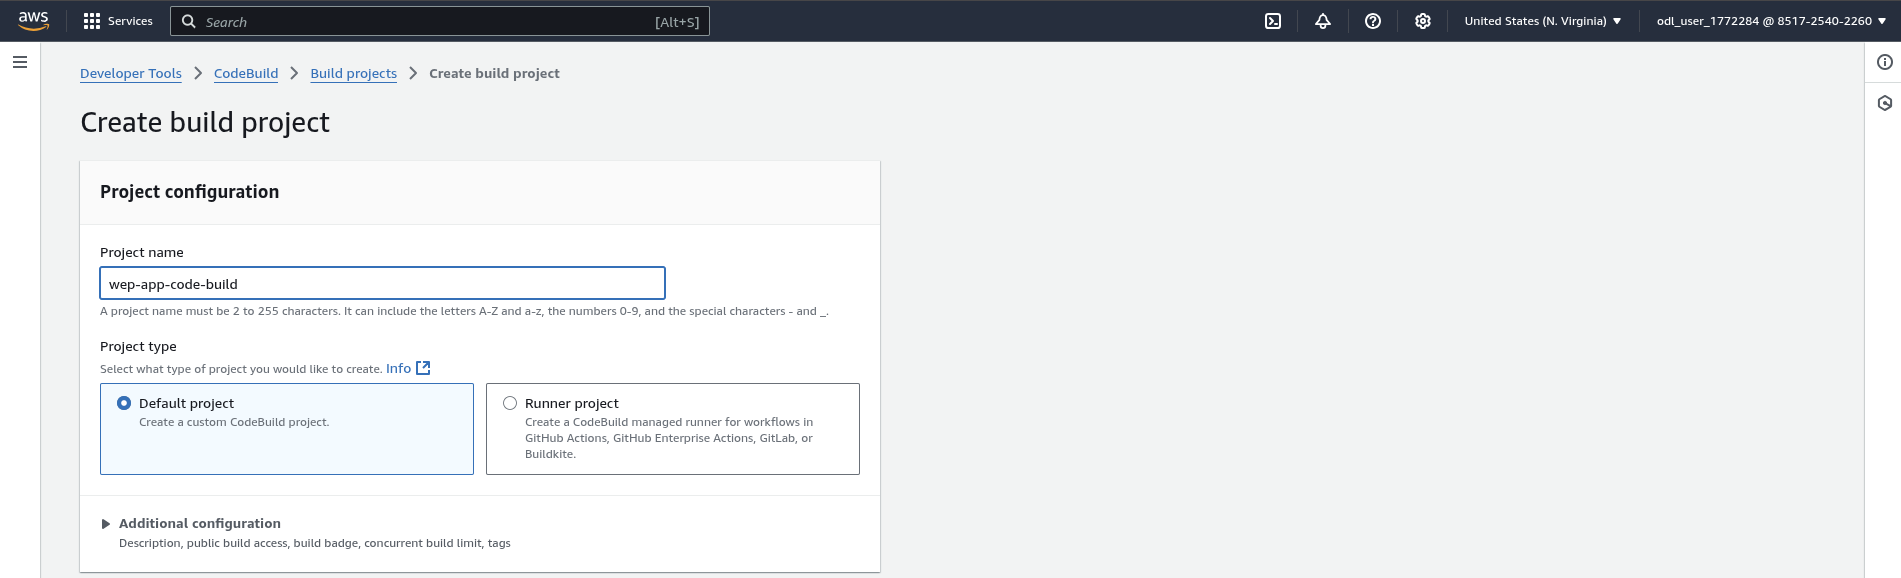 aws Services Search [Alt+S] United States (N. Virginia) odl_user_1772284 @ 8517-2540-2260
Developer Tools CodeBuild Build projects Create build project
Create build project
Project configuration
Project name
wep-app-code-build
A project name must be 2 to 255 characters. It can include the letters A-Z and a-z, the numbers 0-9, and the special characters - and _.
Project type
Select what type of project you would like to create. Info
Default project
Create a custom CodeBuild project.
Runner project
Create a CodeBuild managed runner for workflows in
GitHub Actions, GitHub Enterprise Actions, GitLab, or
Buildkite.
Additional configuration
Description, public build access, build badge, concurrent build limit, tags